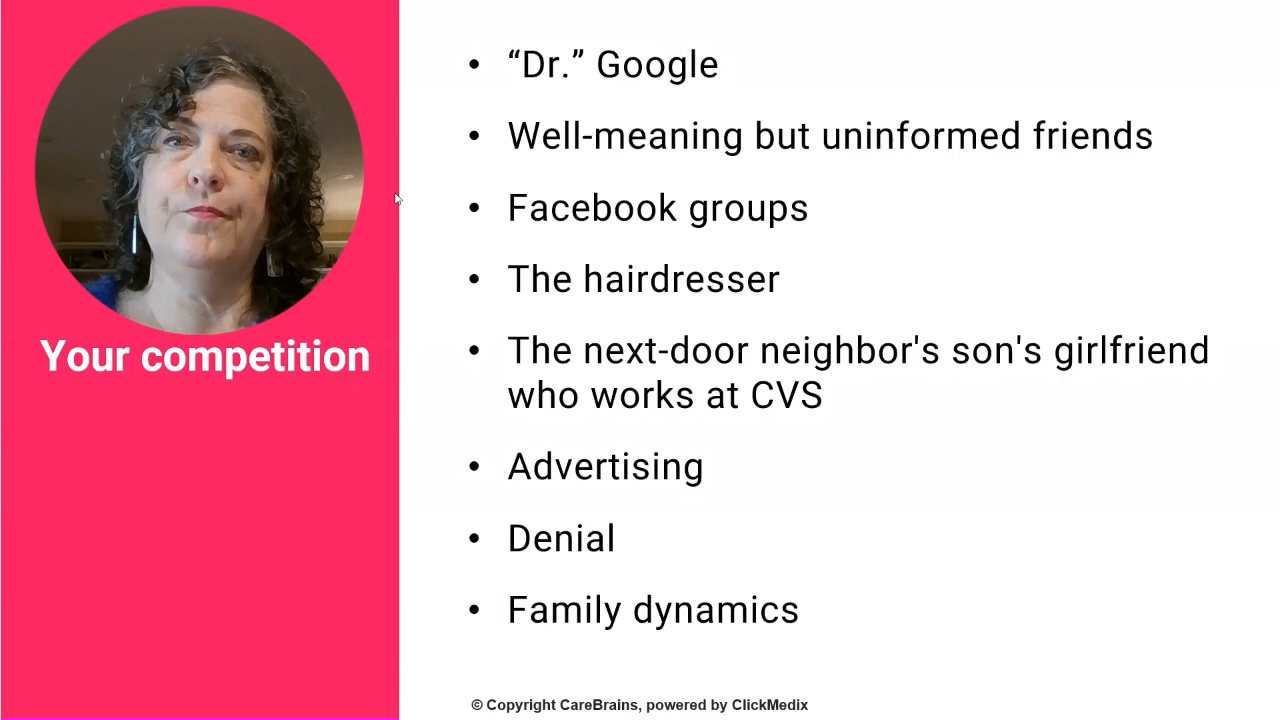 Your competition
• “Dr.” Google
• Well-meaning but uninformed friends
• Facebook groups
• The hairdresser
• The next-door neighbor's son's girlfriend
who works at CVS
• Advertising
• Denial
• Family dynamics
© Copyright CareBrains, powered by ClickMedix